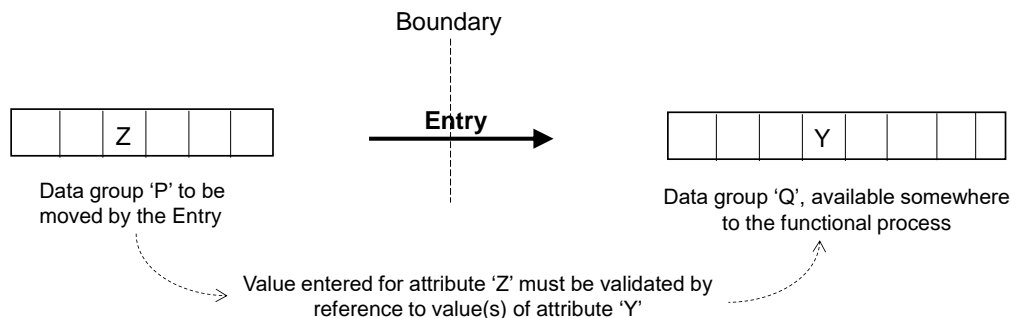 Boundary
Entry
Z
Y
Data group ‘P’ to be
moved by the Entry
Data group ‘Q’, available somewhere
to the functional process
Value entered for attribute ‘Z’ must be validated by
reference to value(s) of attribute ‘Y’